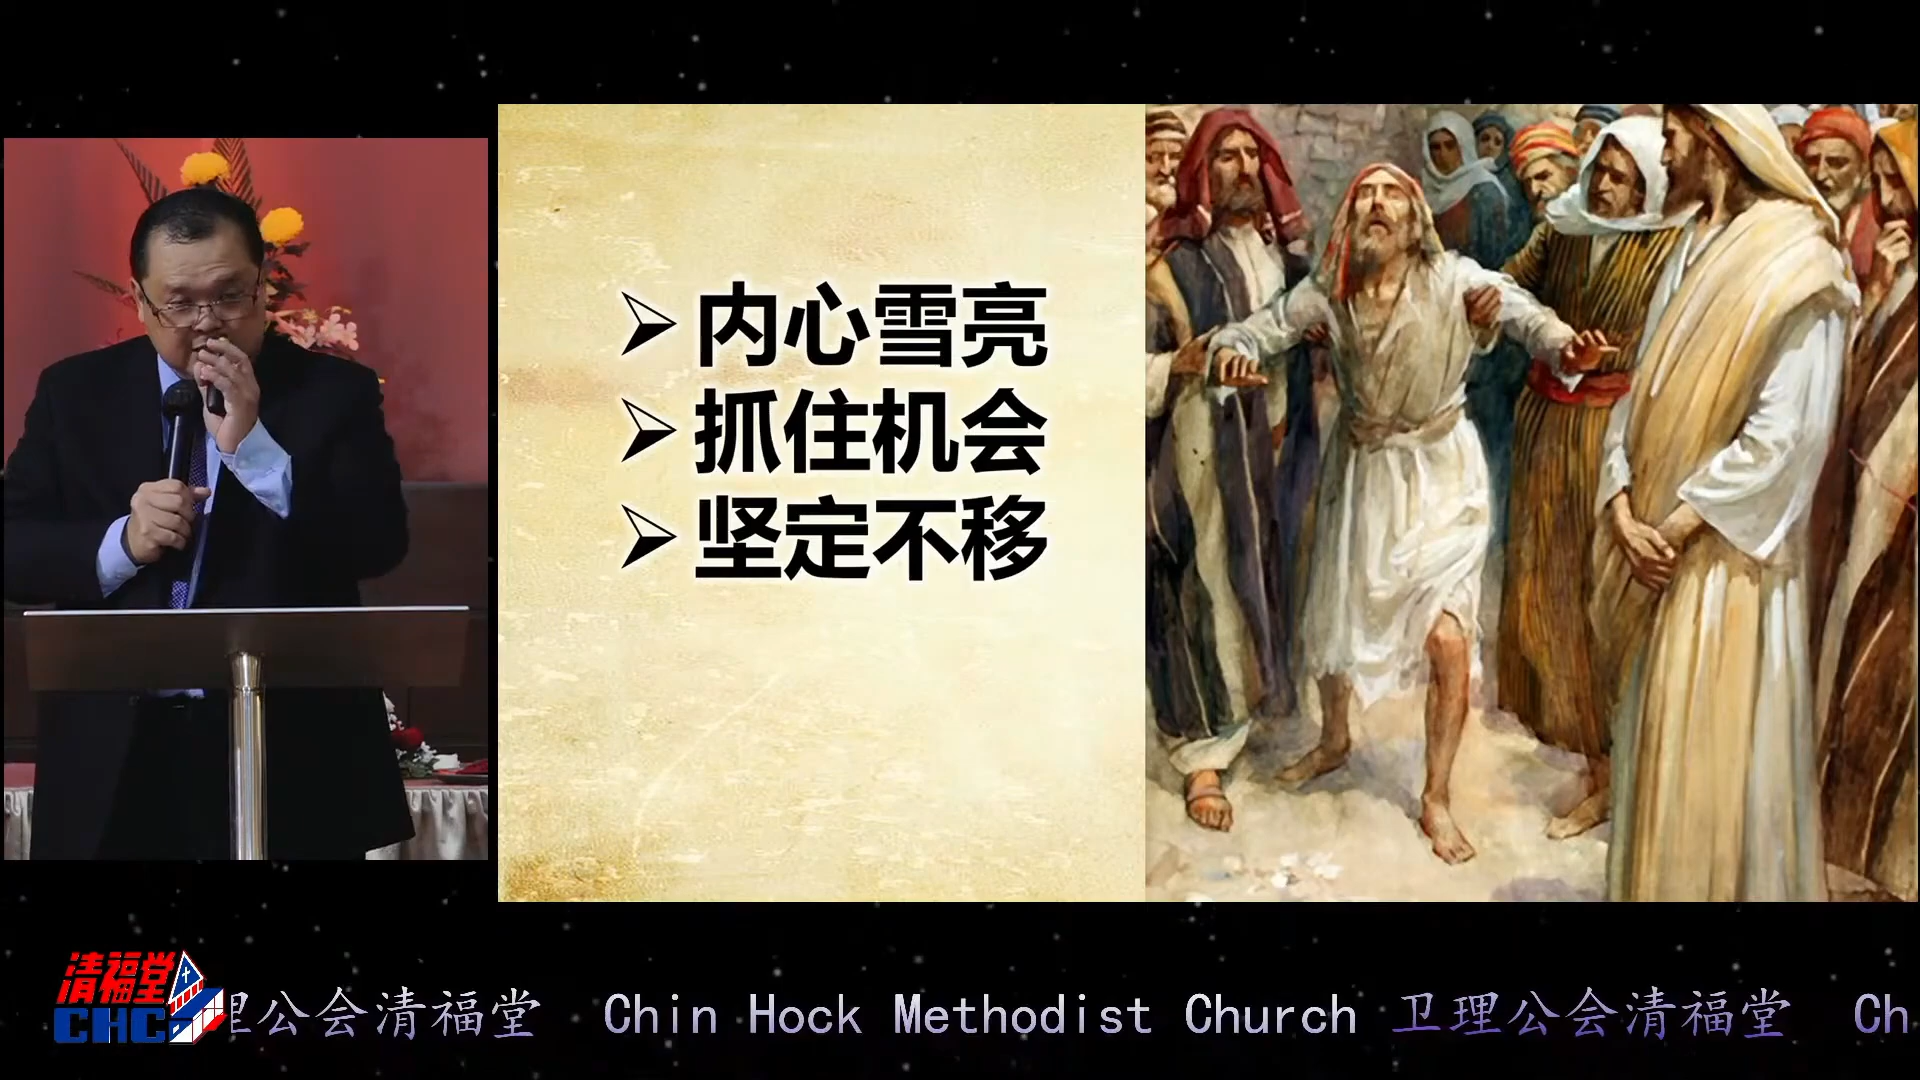 内心雪亮
抓住机会
坚定不移
清福堂
CHC
理公会清福堂 Chin Hock Methodist Church 卫理公会清福堂 Ch